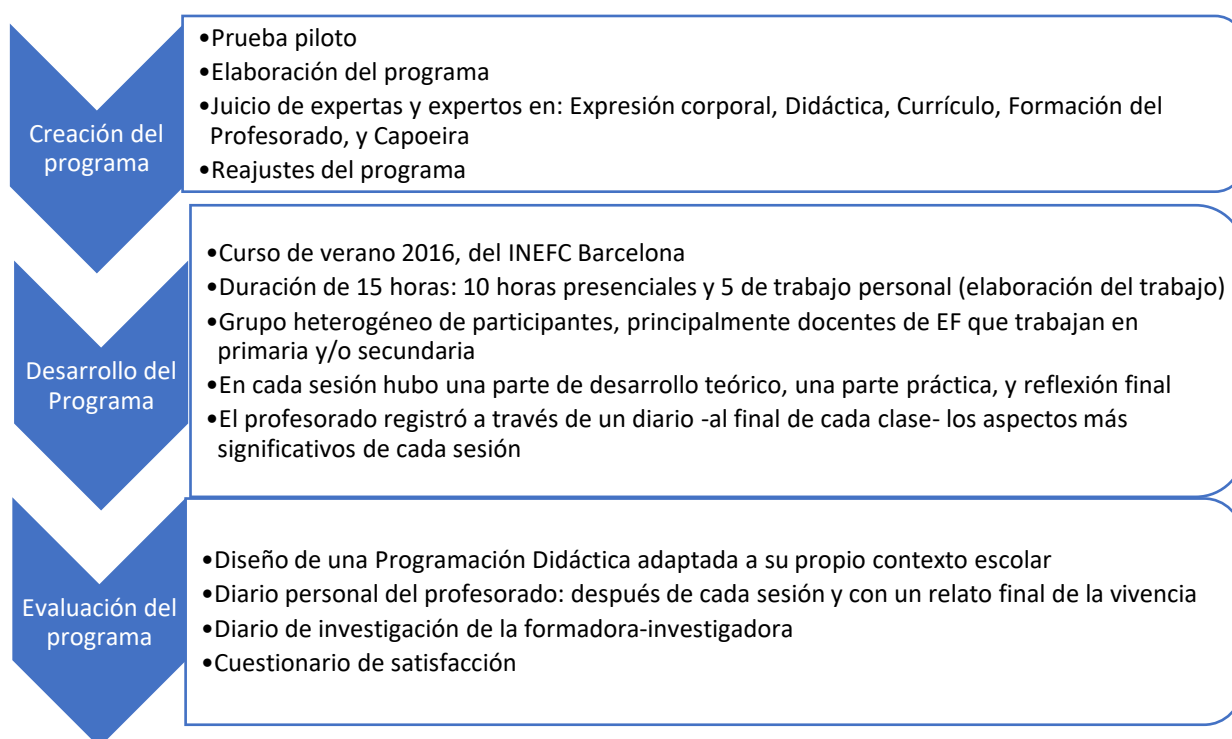 Creación del
programa
•Prueba piloto
•Elaboración del programa
•Juicio de expertas y expertos en: Expresión corporal, Didáctica, Currículo, Formación del
Profesorado, y Capoeira
•Reajustes del programa
Desarrollo del
Programa
•Curso de verano 2016, del INEFC Barcelona
•Duración de 15 horas: 10 horas presenciales y 5 de trabajo personal (elaboración del trabajo)
•Grupo heterogéneo de participantes, principalmente docentes de EF que trabajan en
primaria y/o secundaria
•En cada sesión hubo una parte de desarrollo teórico, una parte práctica, y reflexión final
•El profesorado registró a través de un diario -al final de cada clase- los aspectos más
significativos de cada sesión
Evaluación del
programa
•Diseño de una Programación Didáctica adaptada a su propio contexto escolar
•Diario personal del profesorado: después de cada sesión y con un relato final de la vivencia
•Diario de investigación de la formadora-investigadora
•Cuestionario de satisfacción